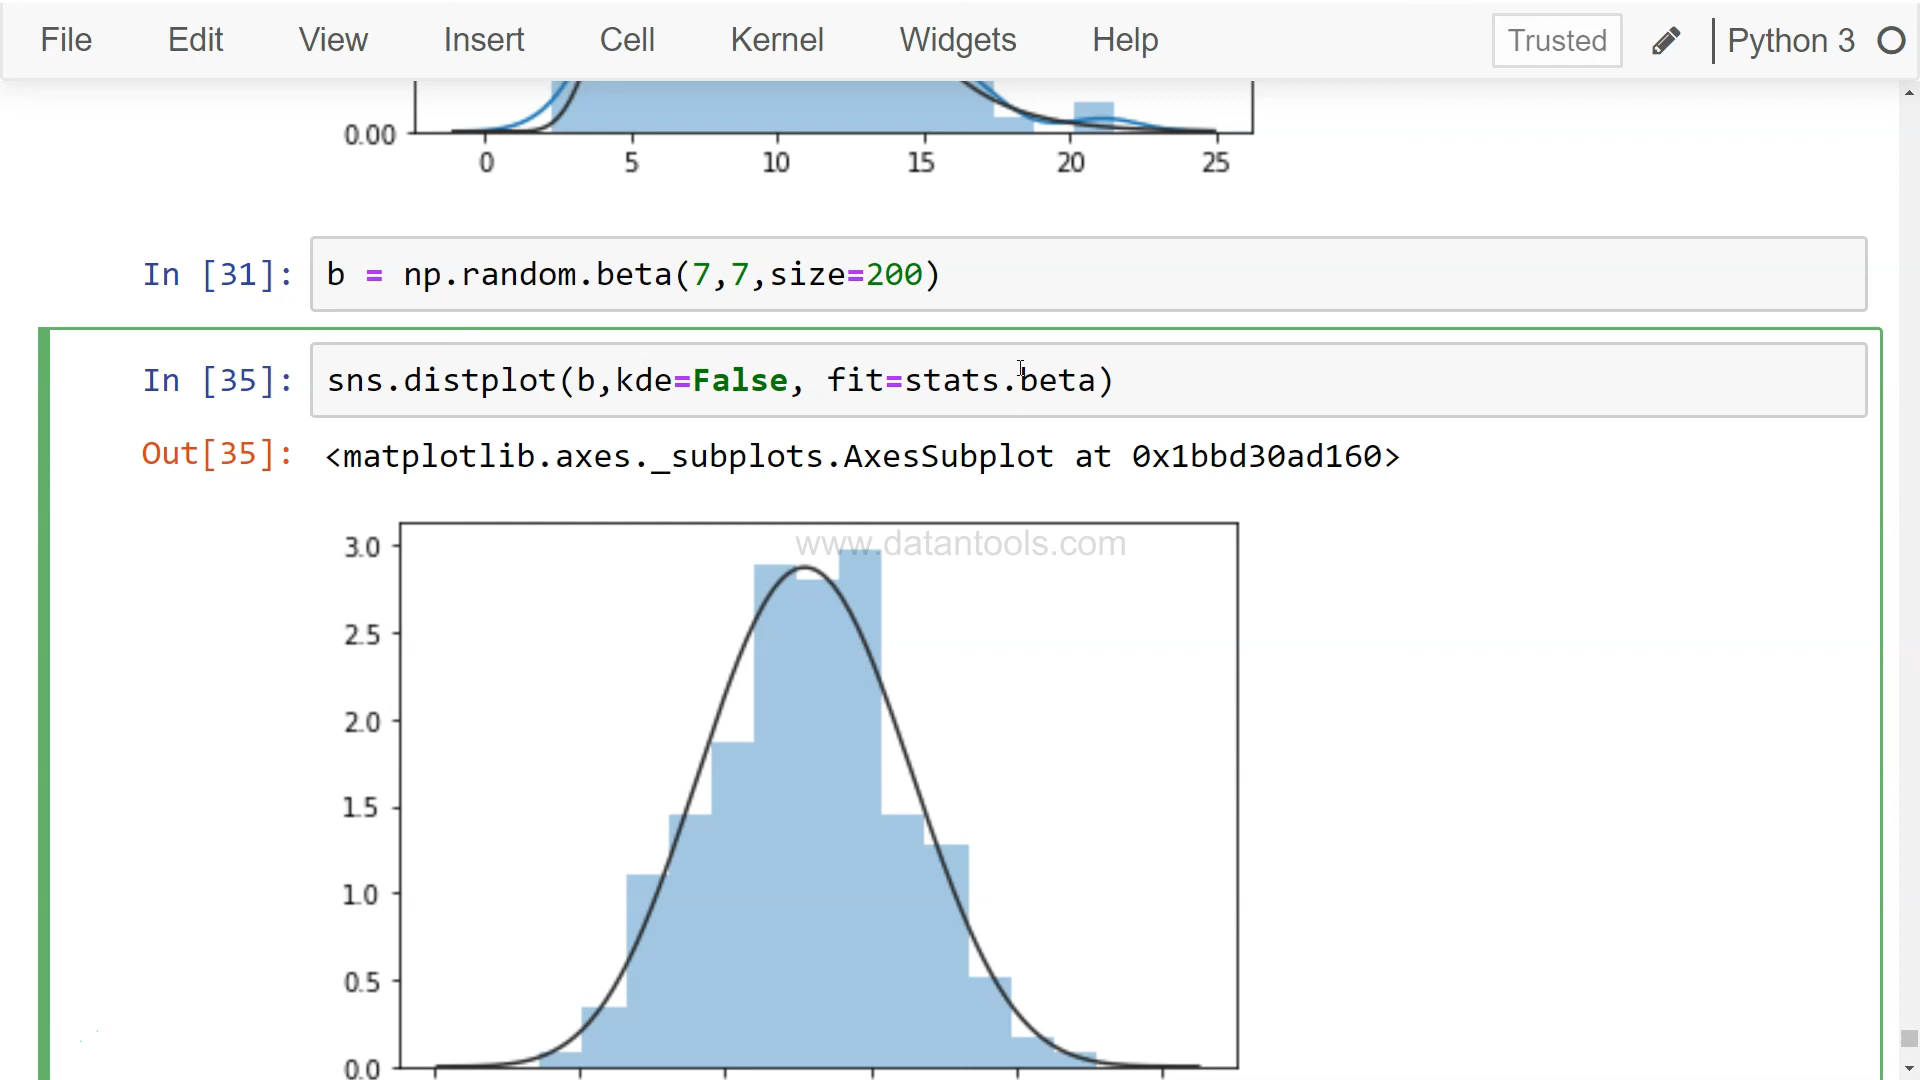 File Edit View Insert Cell Kernel Widgets Help Trusted Python 3
0.00
0 5 10 15 20 25
In [31]: b = np.random.beta(7,7,size=200)
In [35]: sns.distplot(b,kde=False, fit=stats.beta)
Out[35]: <matplotlib.axes._subplots.AxesSubplot at 0x1bbd30ad160>
www.datantools.com
3.0
2.5
2.0
1.5
1.0
0.5
0.0